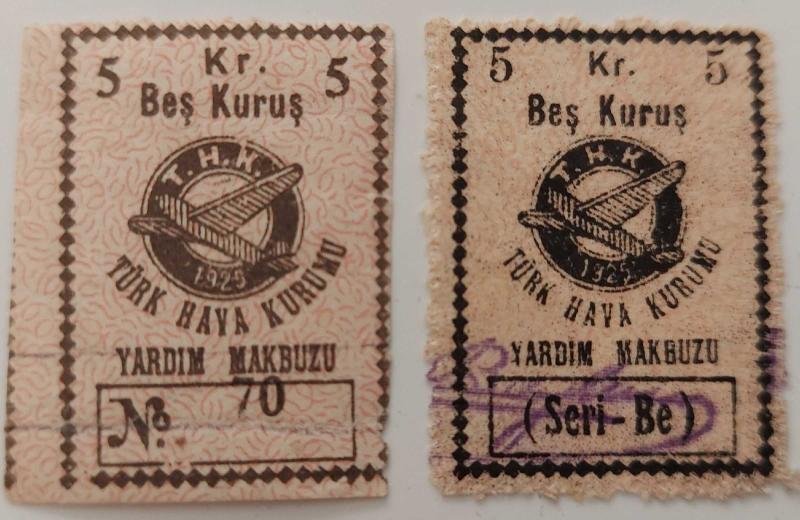 5 Kr. 5
Beş Kuruş
T. H. K.
1925
TÜRK HAVA KURUMU
YARDIM MAKBUZU
No. 70
5 Kr. 5
Beş Kuruş
T. H. K.
1925
TÜRK HAVA KURUMU
YARDIM MAKBUZU
(Seri-Be)